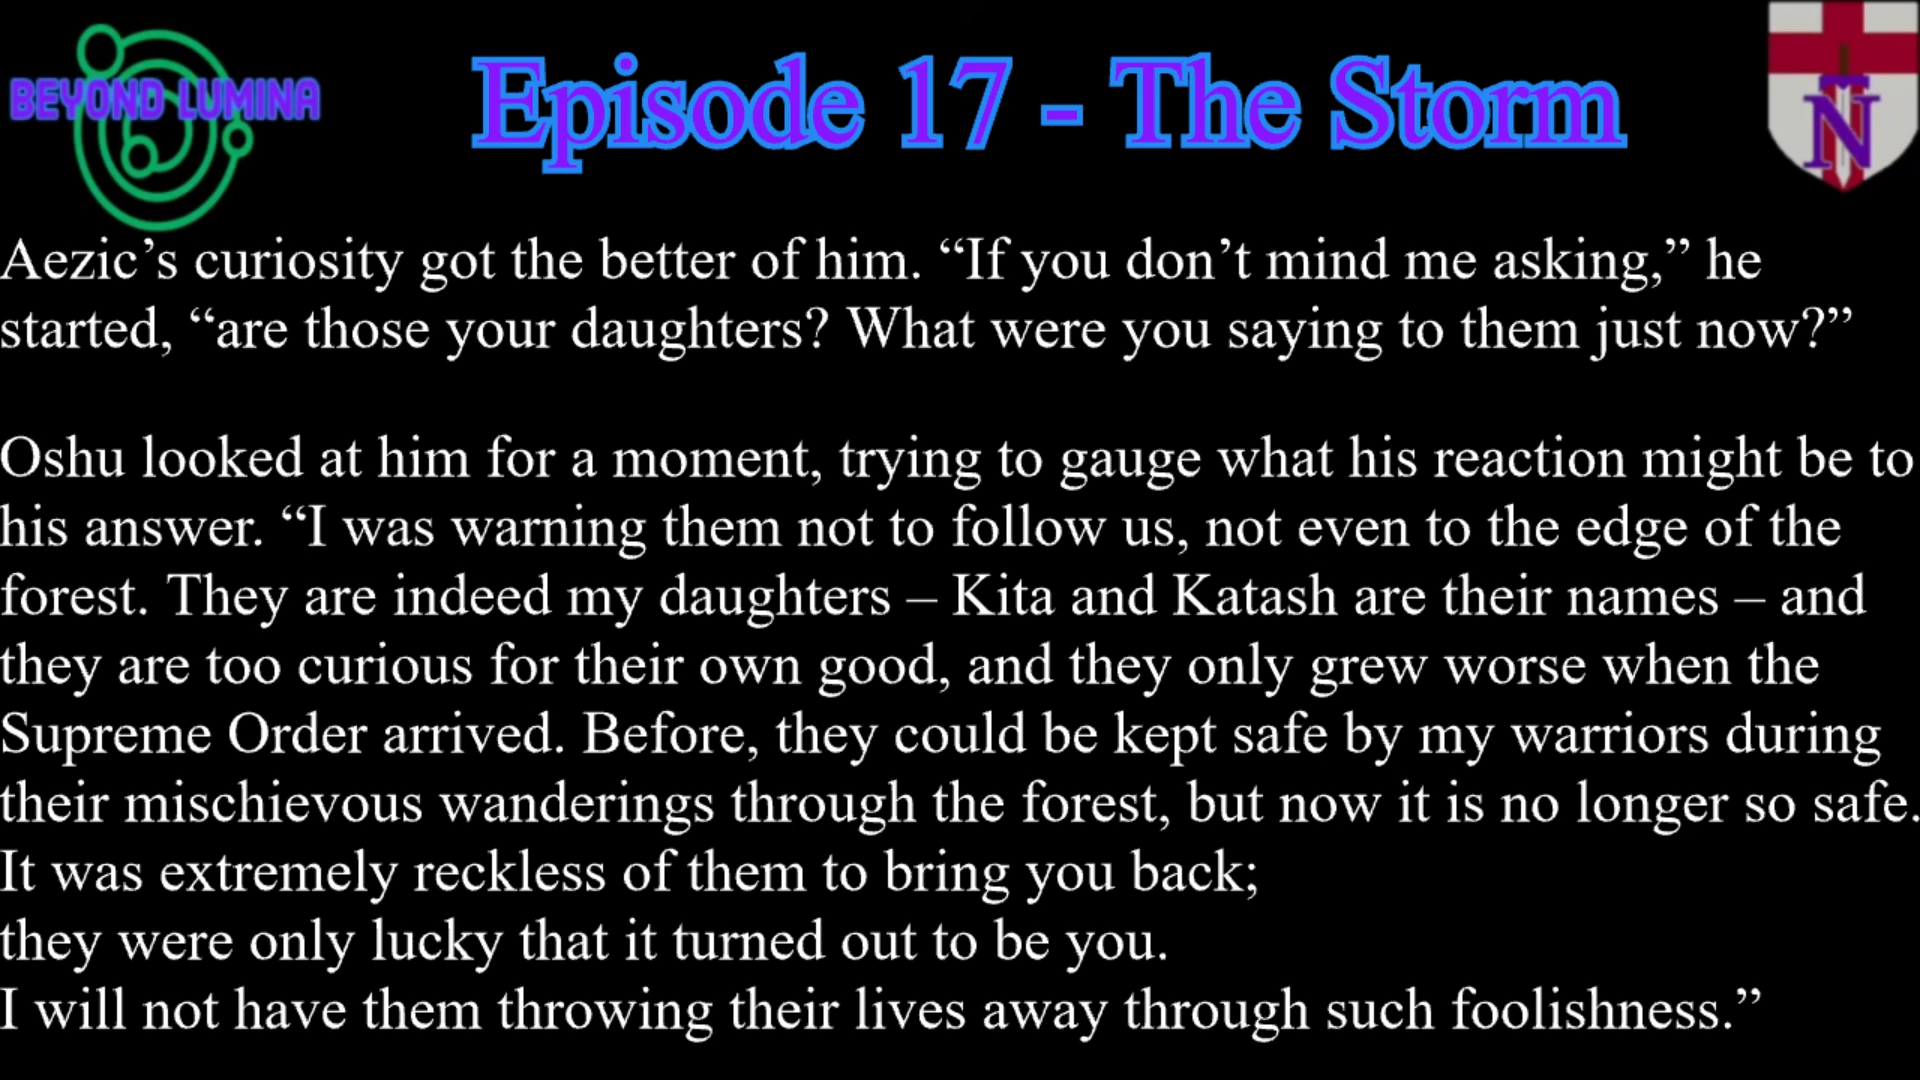 BEYOND LUMINA
Episode 17 - The Storm
N
Aezic’s curiosity got the better of him. “If you don’t mind me asking,” he
started, “are those your daughters? What were you saying to them just now?”
Oshu looked at him for a moment, trying to gauge what his reaction might be to
his answer. “I was warning them not to follow us, not even to the edge of the
forest. They are indeed my daughters – Kita and Katash are their names – and
they are too curious for their own good, and they only grew worse when the
Supreme Order arrived. Before, they could be kept safe by my warriors during
their mischievous wanderings through the forest, but now it is no longer so safe.
It was extremely reckless of them to bring you back;
they were only lucky that it turned out to be you.
I will not have them throwing their lives away through such foolishness.”